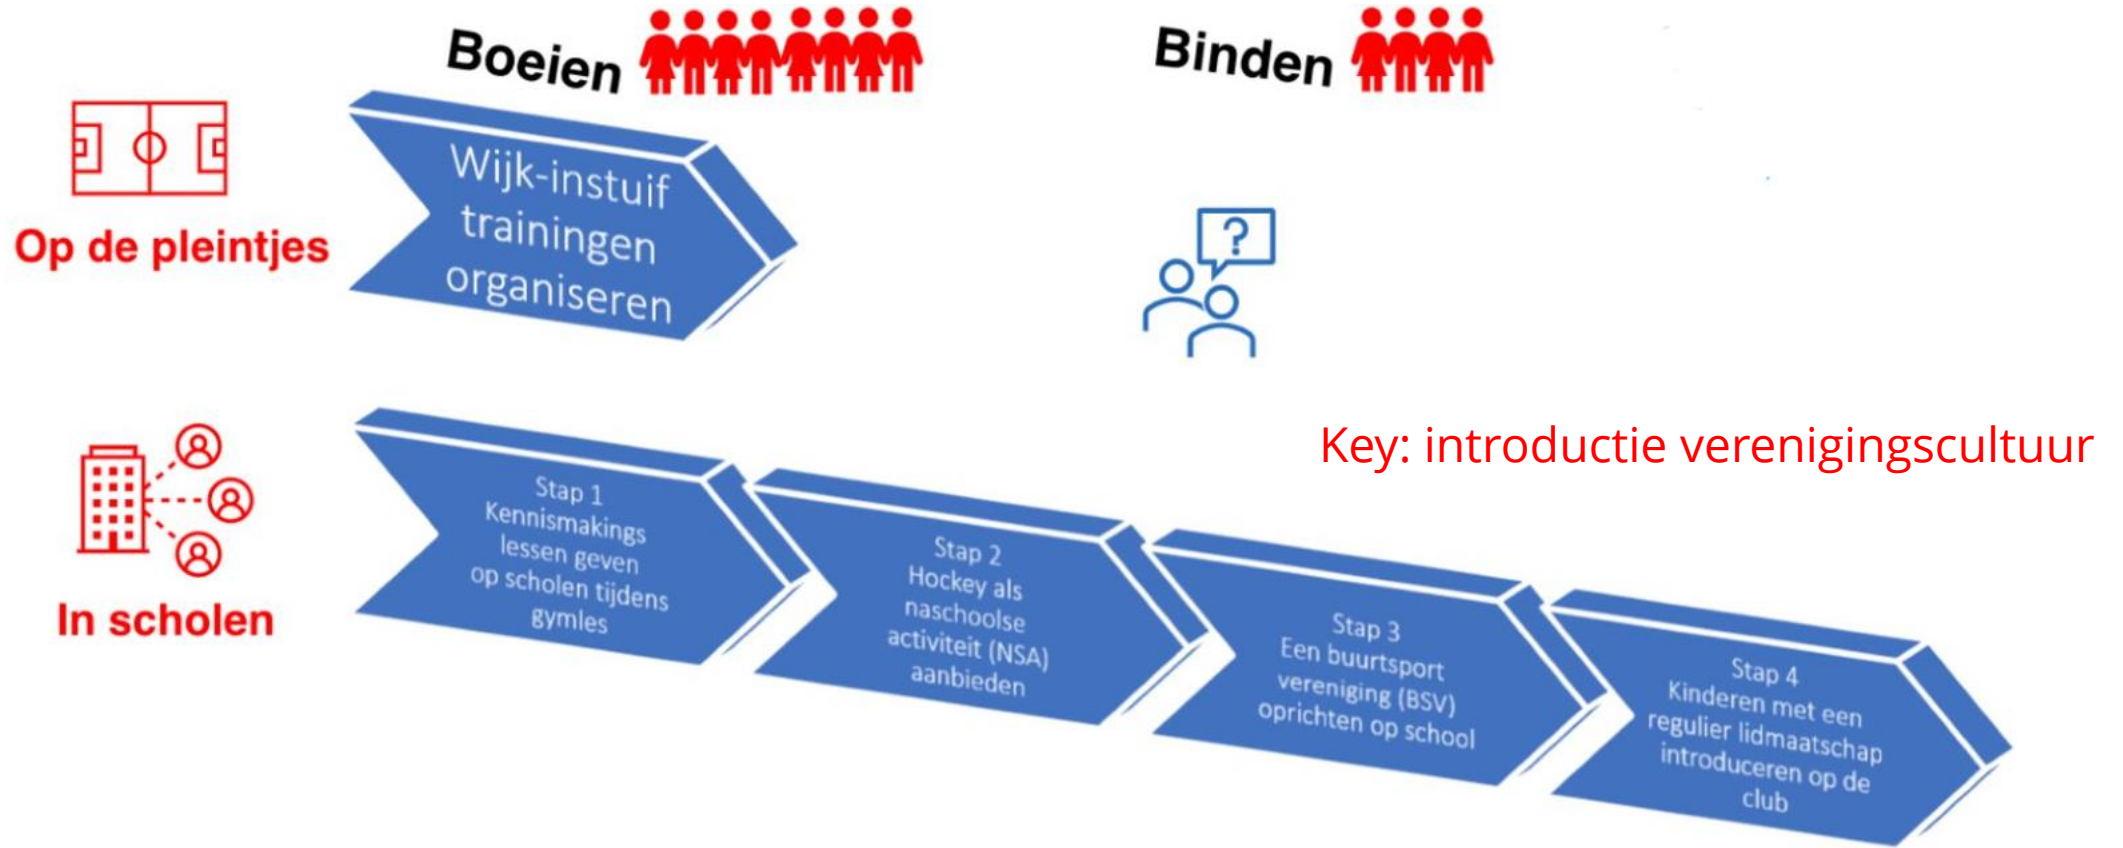 Boeien
Binden
Wijk-instuif
trainingen
organiseren
Op de pleintjes
?
Key: introductie verenigingscultuur
In scholen
Stap 1
Kennismakings
lessen geven
op scholen tijdens
gymles
Stap 2
Hockey als
naschoolse
activiteit (NSA)
aanbieden
Stap 3
Een buurtsport
vereniging (BSV)
oprichten op school
Stap 4
Kinderen met een
regulier lidmaatschap
introduceren op de
club